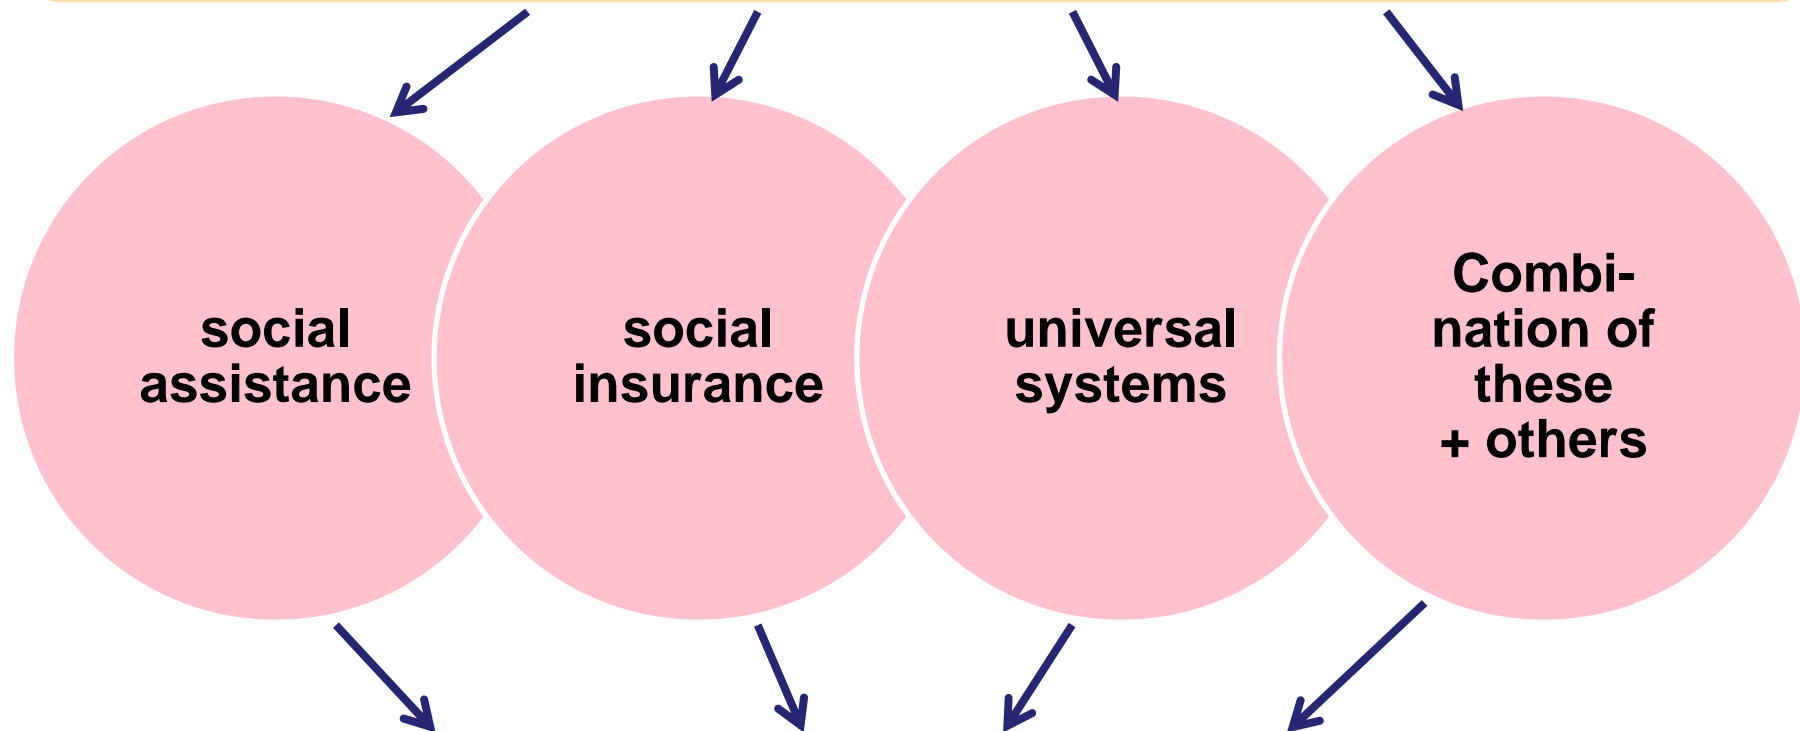 social
assistance
social
insurance
universal
systems
Combi-
nation of
these
+ others